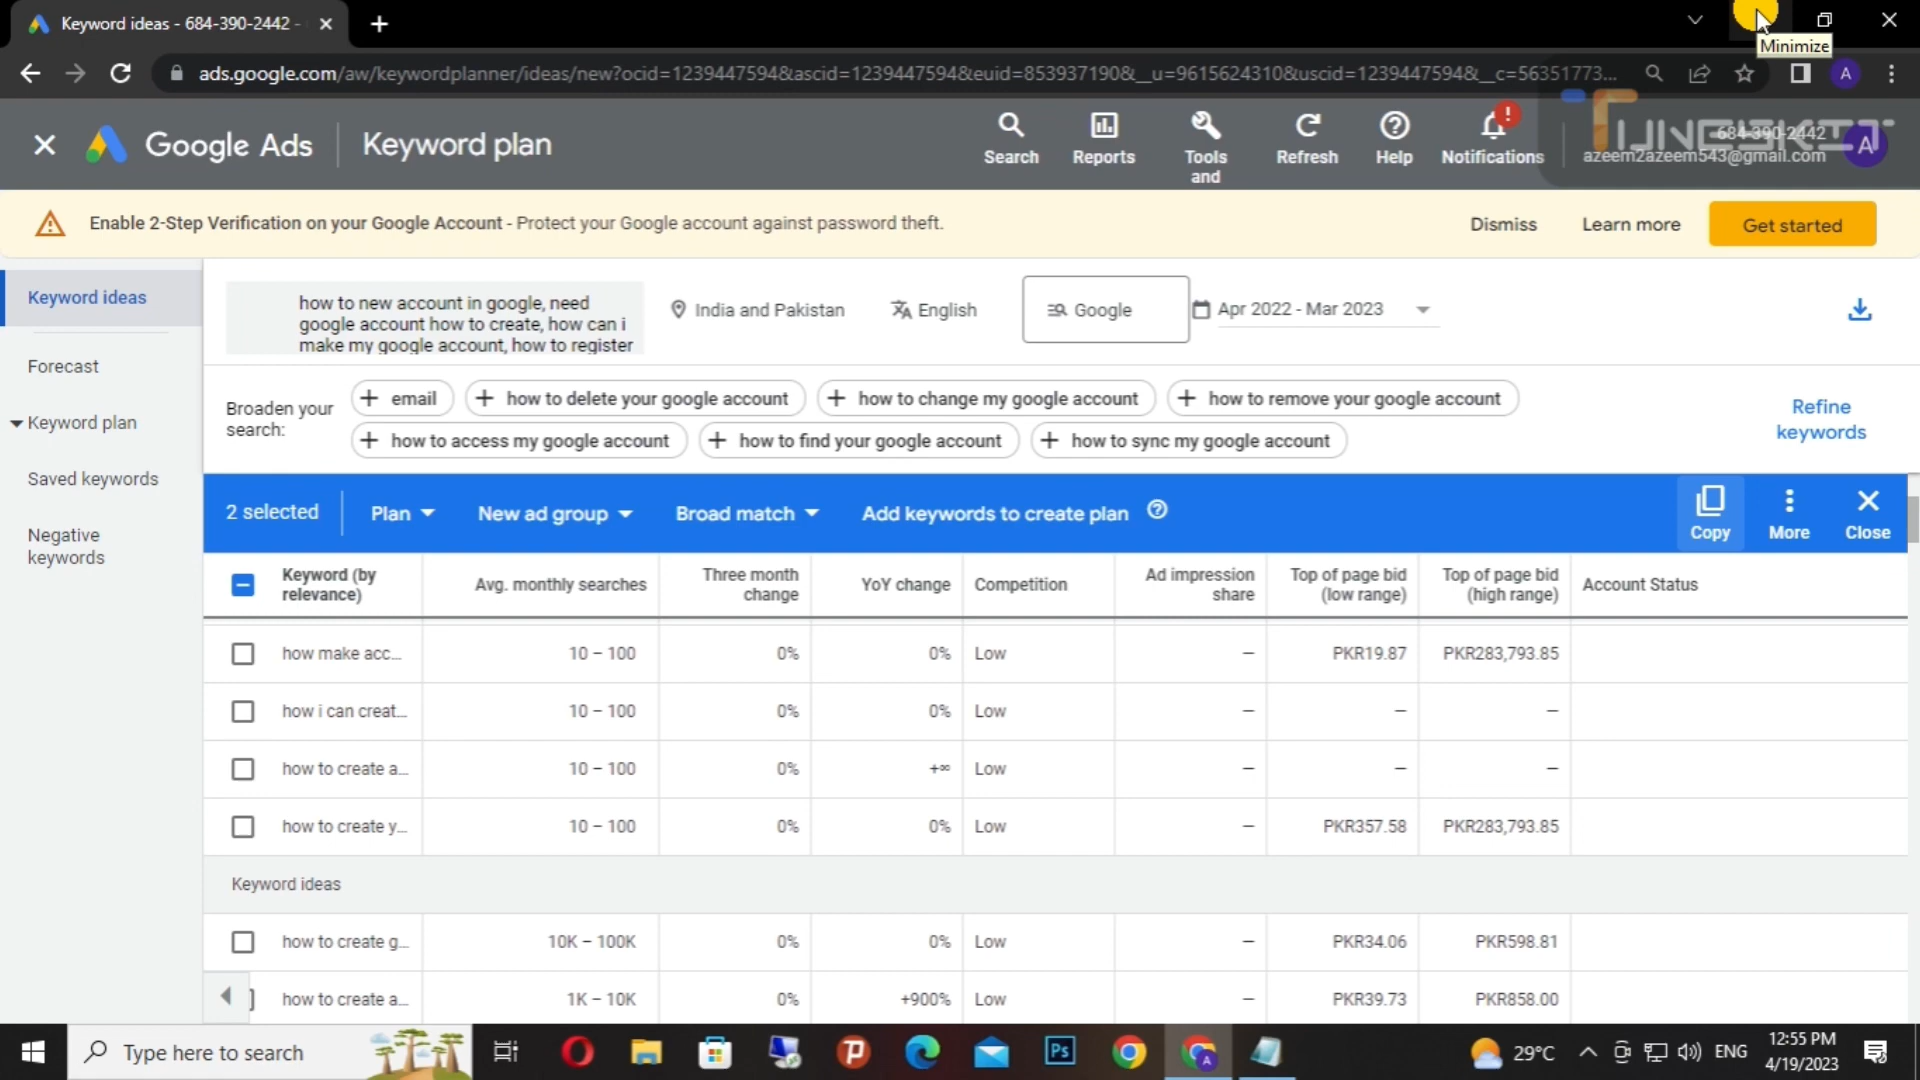 Keyword ideas - 684-390-2442 -
Minimize
ads.google.com/aw/keywordplanner/ideas/new?ocid=1239447594&ascid=1239447594&euid=853937190&__u=9615624310&uscid=1239447594&__c=56351773...
A
Google Ads
Keyword plan
Search
Reports
Tools and
Refresh
Help
!
Notifications
684-390-2442
azeem2azeem543@gmail.com
A
Enable 2-Step Verification on your Google Account - Protect your Google account against password theft.
Dismiss
Learn more
Get started
Keyword ideas
Forecast
Keyword plan
Saved keywords
Negative keywords
how to new account in google, need
google account how to create, how can i
make my google account, how to register
India and Pakistan
English
Google
Apr 2022 - Mar 2023
Broaden your search:
email
how to delete your google account
how to change my google account
how to remove your google account
how to access my google account
how to find your google account
how to sync my google account
Refine keywords
2 selected
Plan
New ad group
Broad match
Add keywords to create plan
Copy
More
Close
Keyword (by relevance) Avg. monthly searches Three month change YoY change Competition Ad impression share Top of page bid (low range) Top of page bid (high range) Account Status
how make acc... 10 – 100 0% 0% Low – PKR19.87 PKR283,793.85
how i can creat... 10 – 100 0% 0% Low – – –
how to create a... 10 – 100 0% +∞ Low – – –
how to create y... 10 – 100 0% 0% Low – PKR357.58 PKR283,793.85
Keyword ideas
how to create g... 10K – 100K 0% 0% Low – PKR34.06 PKR598.81
how to create a... 1K – 10K 0% +900% Low – PKR39.73 PKR858.00
Type here to search
Ps
A
29°C
ENG
12:55 PM
4/19/2023